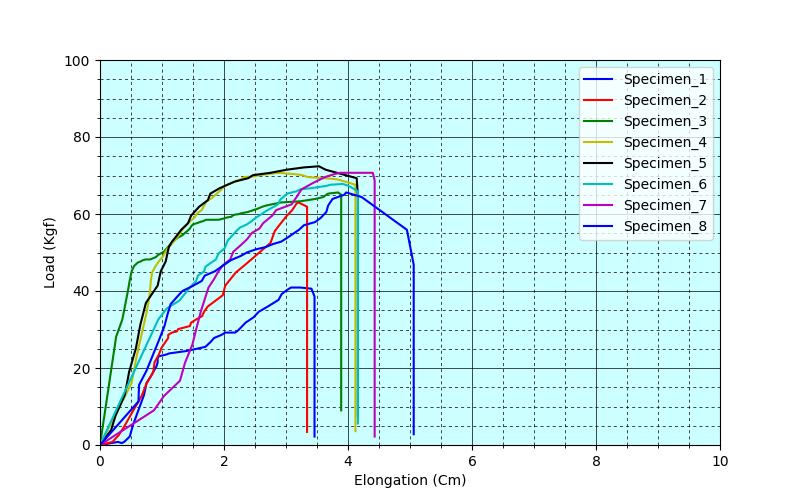 100
80
60
40
20
0
Load (Kgf)
0 2 4 6 8 10
Elongation (Cm)
Specimen_1
Specimen_2
Specimen_3
Specimen_4
Specimen_5
Specimen_6
Specimen_7
Specimen_8